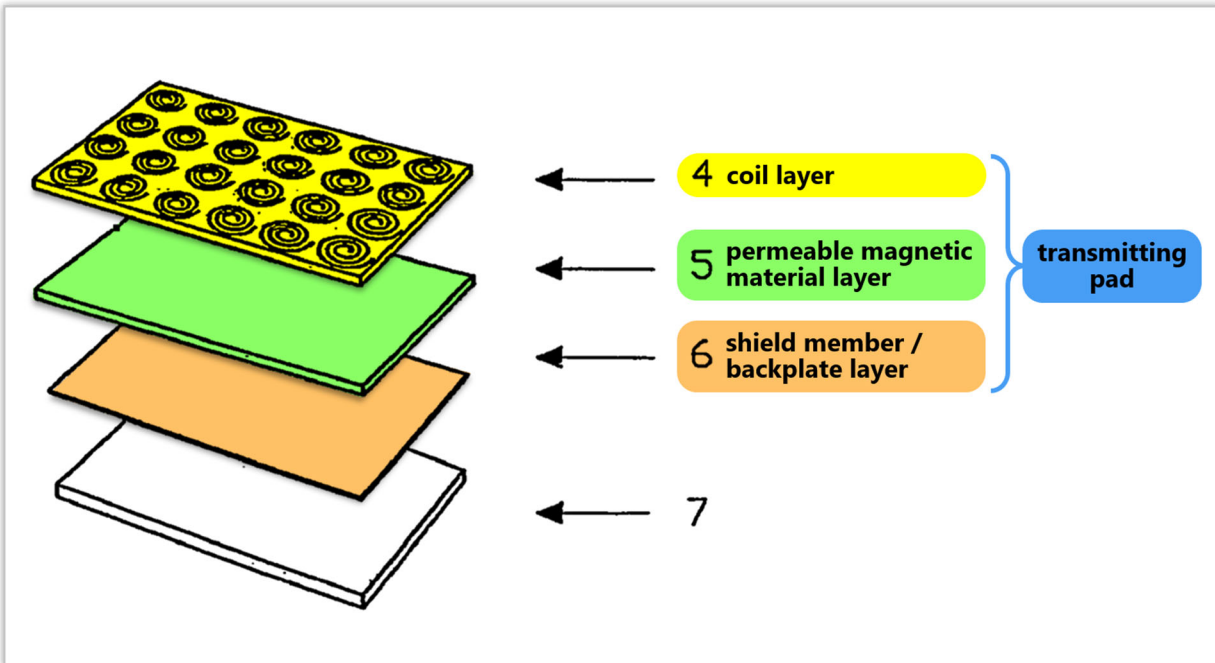 4 coil layer
5 permeable magnetic
material layer
transmitting
pad
6 shield member /
backplate layer
7